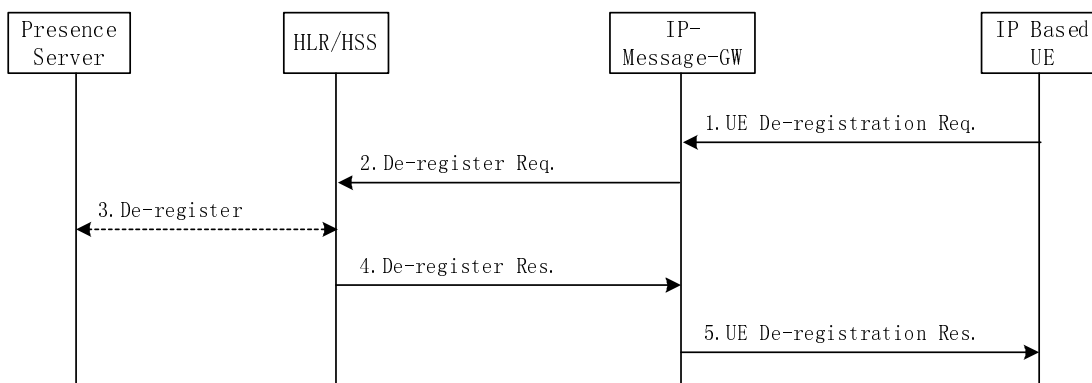 Presence
Server
HLR/HSS
IP-
Message-GW
IP Based
UE
1.UE De-registration Req.
2.De-register Req.
3.De-register
4.De-register Res.
5.UE De-registration Res.